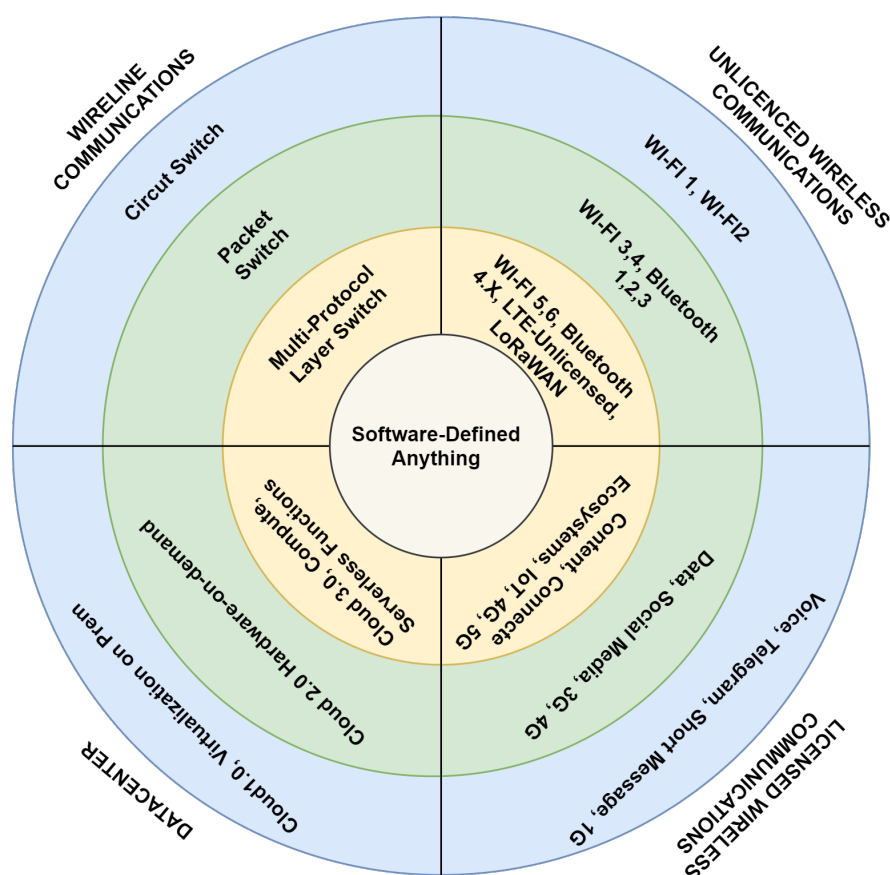 WIRELINE
COMMUNICATIONS
Circut Switch
Packet
Switch
Multi-Protocol
Layer Switch
UNLICENCED WIRELESS
COMMUNICATIONS
WI-FI 1, WI-FI2
WI-FI 3,4, Bluetooth
1,2,3
WI-FI 5,6, Bluetooth
4.X, LTE-Unlicensed,
LoRaWAN
Software-Defined
Anything
Cloud 3.0, Compute,
Serverless Functions
Cloud 2.0 Hardware-on-demand
Cloud1.0, Virtualization on Prem
DATACENTER
Content, Connecte
Ecosystems, IoT, 4G, 5G
Data, Social Media, 3G, 4G
Voice, Telegram, Short Message, 1G
LICENSED WIRELESS
COMMUNICATIONS